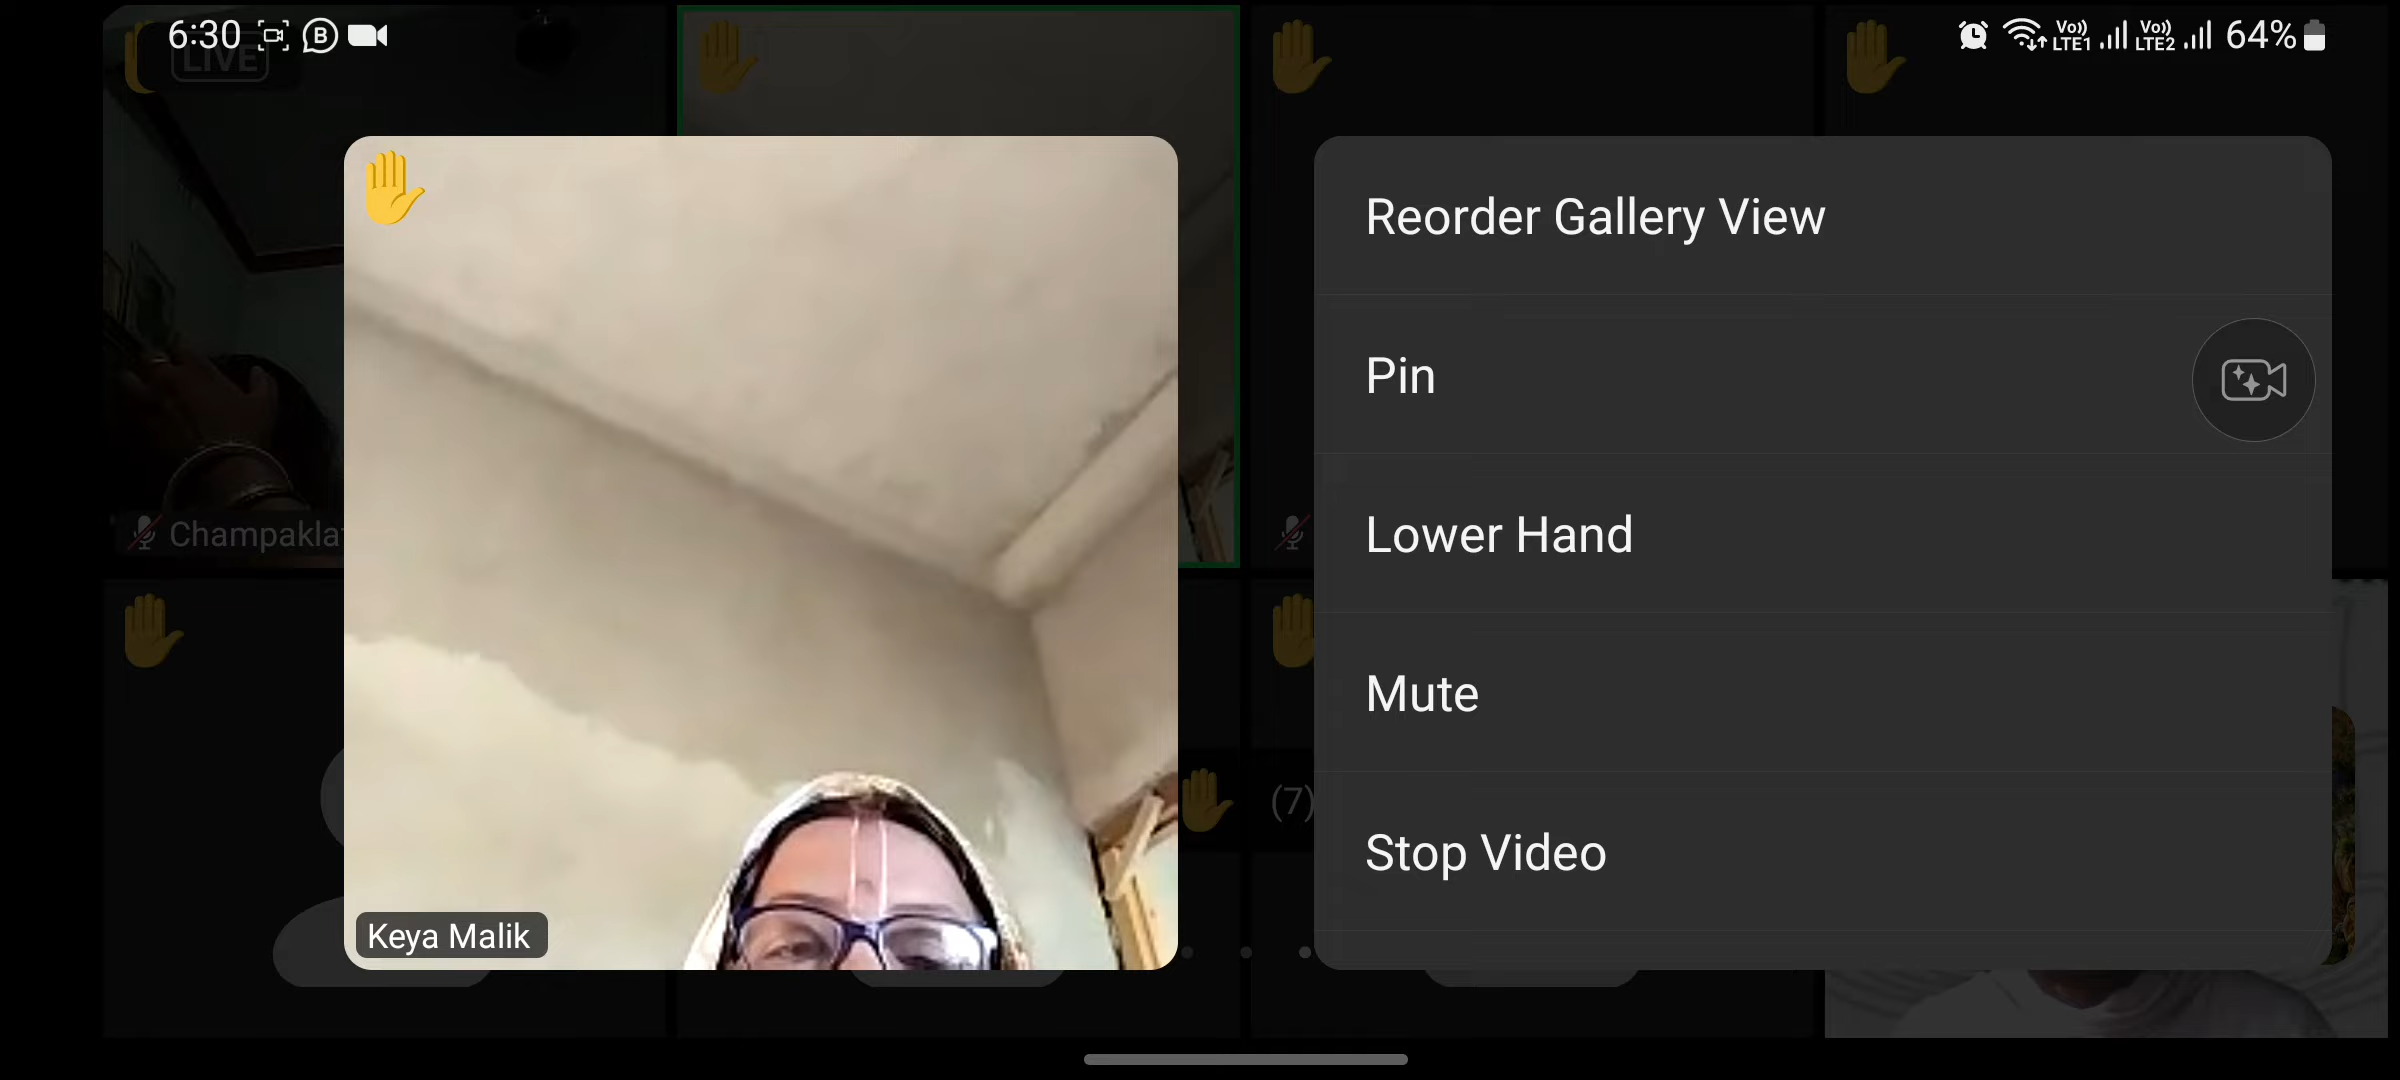 6:30 B Vo)) LTE1 Vo)) LTE2 64%
LIVE
Reorder Gallery View
Pin
Lower Hand
Mute
Stop Video
Champakla
(7)
Keya Malik